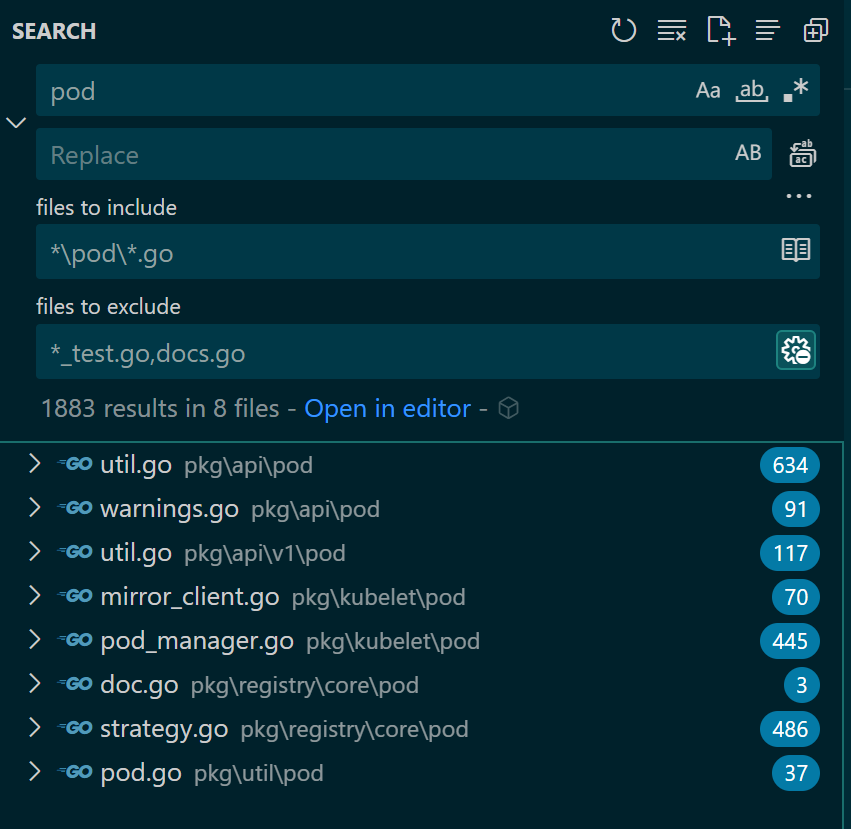 SEARCH
pod Aa ab
Replace AB
files to include
*\pod\*.go
files to exclude
*_test.go,docs.go
1883 results in 8 files - Open in editor -
GO util.go pkg\api\pod 634
GO warnings.go pkg\api\pod 91
GO util.go pkg\api\v1\pod 117
GO mirror_client.go pkg\kubelet\pod 70
GO pod_manager.go pkg\kubelet\pod 445
GO doc.go pkg\registry\core\pod 3
GO strategy.go pkg\registry\core\pod 486
GO pod.go pkg\util\pod 37